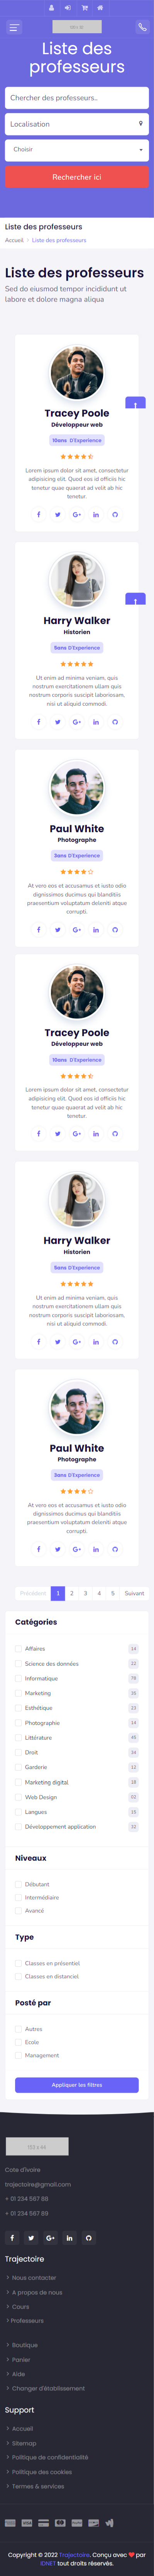 Liste des
professeurs
Chercher des professeurs..
Localisation
Choisir
Rechercher ici
Liste des professeurs
Accueil Liste des professeurs
Liste des professeurs
Sed do eiusmod tempor incididunt ut
labore et dolore magna aliqua
Tracey Poole
Développeur web
10ans D'Experience
Lorem ipsum dolor sit amet, consectetur
adipiscing elit. Quod eos id officiis hic
tenetur quae quaerat ad velit ab hic
tenetur.
Harry Walker
Historien
5ans D'Experience
Ut enim ad minima veniam, quis
nostrum exercitationem ullam quis
nostrum corporis suscipit laboriosam,
nisi ut aliquid commodi.
Paul White
Photographe
3ans D'Experience
At vero eos et accusamus et iusto odio
dignissimos ducimus qui blanditiis
praesentium voluptatum deleniti atque
corrupti.
Tracey Poole
Développeur web
10ans D'Experience
Lorem ipsum dolor sit amet, consectetur
adipiscing elit. Quod eos id officiis hic
tenetur quae quaerat ad velit ab hic
tenetur.
Harry Walker
Historien
5ans D'Experience
Ut enim ad minima veniam, quis
nostrum exercitationem ullam quis
nostrum corporis suscipit laboriosam,
nisi ut aliquid commodi.
Paul White
Photographe
3ans D'Experience
At vero eos et accusamus et iusto odio
dignissimos ducimus qui blanditiis
praesentium voluptatum deleniti atque
corrupti.
Précédent 1 2 3 4 5 Suivant
Catégories
Affaires 14
Science des données 22
Informatique 78
Marketing 35
Esthétique 23
Photographie 14
Littérature 45
Droit 34
Garderie 12
Marketing digital 18
Web Design 02
Langues 15
Développement application 32
Niveaux
Débutant
Intermédiaire
Avancé
Type
Classes en présentiel
Classes en distanciel
Posté par
Autres
Ecole
Management
Appliquer les filtres
Cote d'ivoire
trajectoire@gmail.com
+ 01 234 567 88
+ 01 234 567 89
Trajectoire
Nous contacter
A propos de nous
Cours
Professeurs
Boutique
Panier
Aide
Changer d'établissement
Support
Accueil
Sitemap
Politique de confidentialité
Politique des cookies
Termes & services
Copyright © 2022 Trajectoire. Conçu avec par
IDNET tout droits réservés.